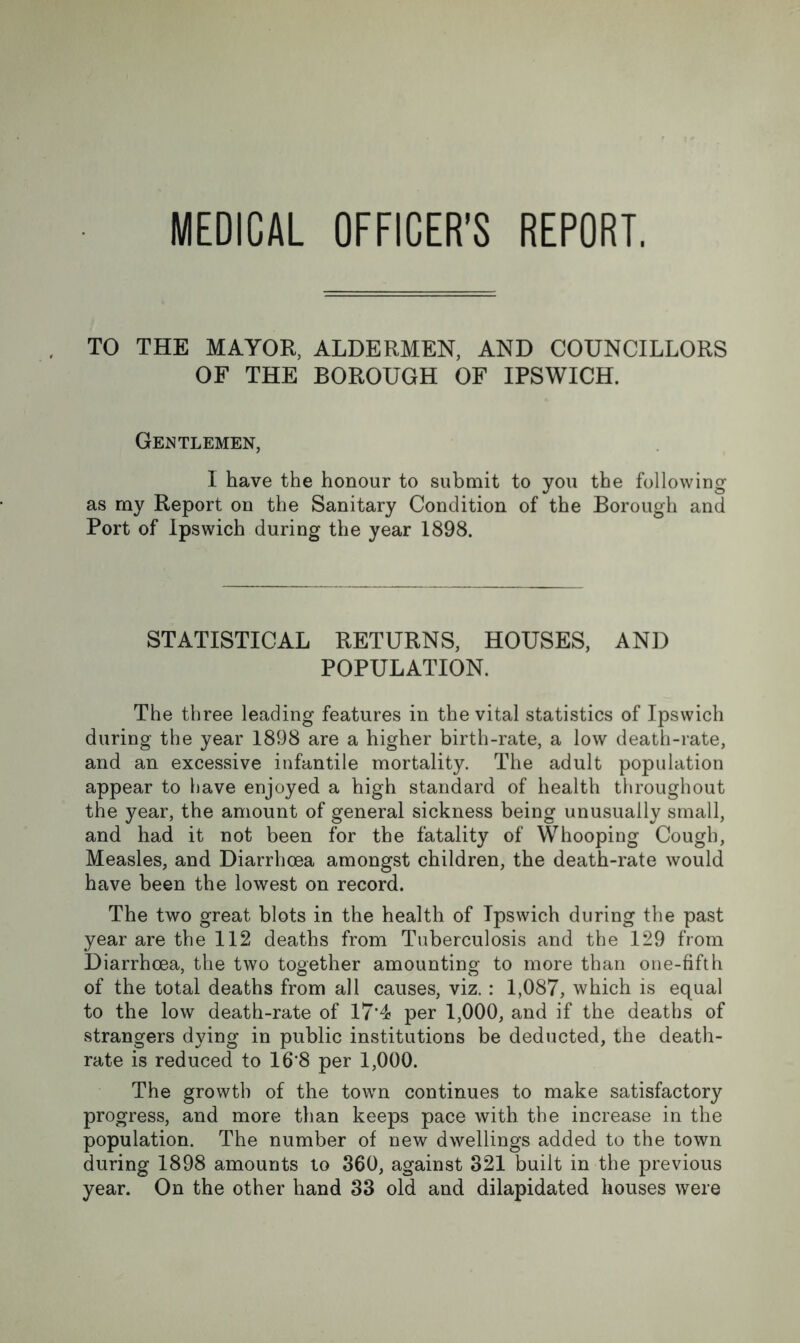 MEDICAL OFFICER'S REPORT.
TO THE MAYOR, ALDERMEN, AND COUNCILLORS
OF THE BOROUGH OF IPSWICH.
GENTLEMEN,
I have the honour to submit to you the following
as my Report on the Sanitary Condition of the Borough and
Port of Ipswich during the year 1898.
STATISTICAL RETURNS, HOUSES, AND
POPULATION.
The three leading features in the vital statistics of Ipswich
during the year 1898 are a higher birth-rate, a low death-rate,
and an excessive infantile mortality. The adult population
appear to have enjoyed a high standard of health throughout
the year, the amount of general sickness being unusually small,
and had it not been for the fatality of Whooping Cough,
Measles, and Diarrhœa amongst children, the death-rate would
have been the lowest on record.
The two great blots in the health of Ipswich during the past
year are the 112 deaths from Tuberculosis and the 129 from
Diarrhœa, the two together amounting to more than one-fifth
of the total deaths from all causes, viz. : 1,087, which is equal
to the low death-rate of 17·4 per 1,000, and if the deaths of
strangers dying in public institutions be deducted, the death-
rate is reduced to 16·8 per 1,000.
The growth of the town continues to make satisfactory
progress, and more than keeps pace with the increase in the
population. The number of new dwellings added to the town
during 1898 amounts to 360, against 321 built in the previous
year. On the other hand 33 old and dilapidated houses were